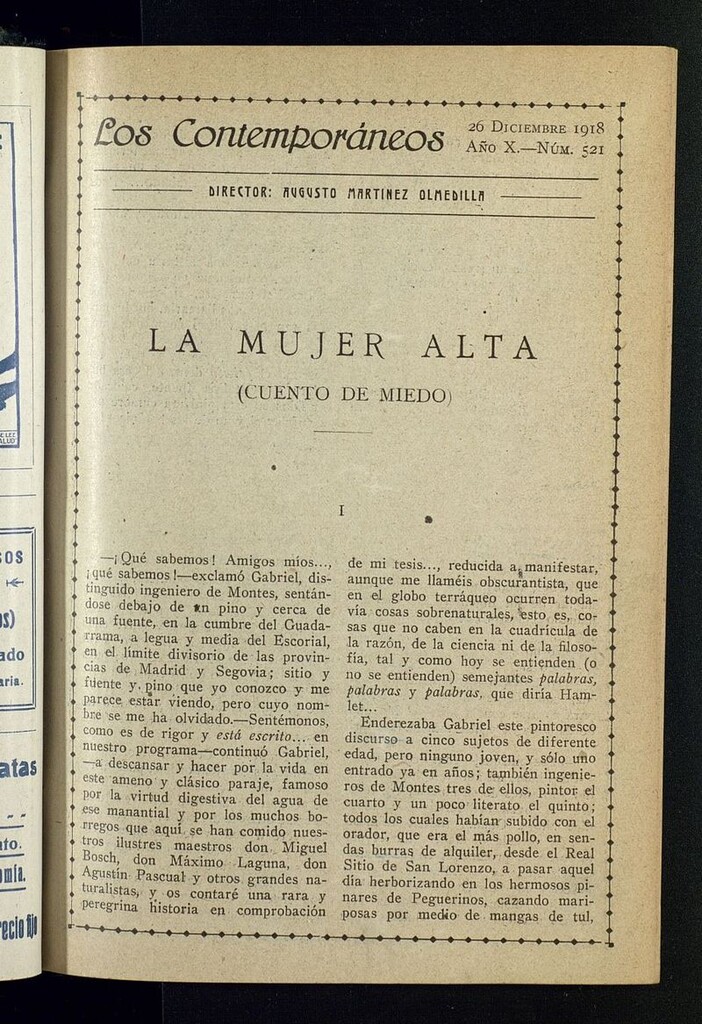 Los Contemporáneos
26 DICIEMBRE 1918
AÑO X.—NÚM. 521
DIRECTOR: AUGUSTO MARTINEZ OLMEDILLA
LA MUJER ALTA
(CUENTO DE MIEDO)
I
—¡Qué sabemos! Amigos míos...,
¡qué sabemos!—exclamó Gabriel, dis-
tinguido ingeniero de Montes, sentán-
dose debajo de un pino y cerca de
una fuente, en la cumbre del Guada-
rrama, a legua y media del Escorial,
en el límite divisorio de las provin-
cias de Madrid y Segovia; sitio y
fuente y pino que yo conozco y me
parece estar viendo, pero cuyo nom-
bre se me ha olvidado.—Sentémonos,
como es de rigor y está escrito... en
nuestro programa—continuó Gabriel,
—a descansar y hacer por la vida en
este ameno y clásico paraje, famoso
por la virtud digestiva del agua de
ese manantial y por los muchos bo-
rregos que aquí se han comido nues-
tros ilustres maestros don Miguel
Bosch, don Máximo Laguna, don
Agustín Pascual y otros grandes na-
turalistas, y os contaré una rara y
peregrina historia en comprobación
de mi tesis..., reducida a manifestar,
aunque me llaméis obscurantista, que
en el globo terráqueo ocurren toda-
vía cosas sobrenaturales, esto es, co-
sas que no caben en la cuadrícula de
la razón, de la ciencia ni de la filoso-
fía, tal y como hoy se entienden (o
no se entienden) semejantes palabras,
palabras y palabras, que diría Ham-
let...
Enderezaba Gabriel este pintoresco
discurso a cinco sujetos de diferente
edad, pero ninguno joven, y sólo uno
entrado ya en años; también ingenie-
ros de Montes tres de ellos, pintor el
cuarto y un poco literato el quinto;
todos los cuales habían subido con el
orador, que era el más pollo, en sen-
das burras de alquiler, desde el Real
Sitio de San Lorenzo, a pasar aquel
día herborizando en los hermosos pi-
nares de Peguerinos, cazando mari-
posas por medio de mangas de tul,